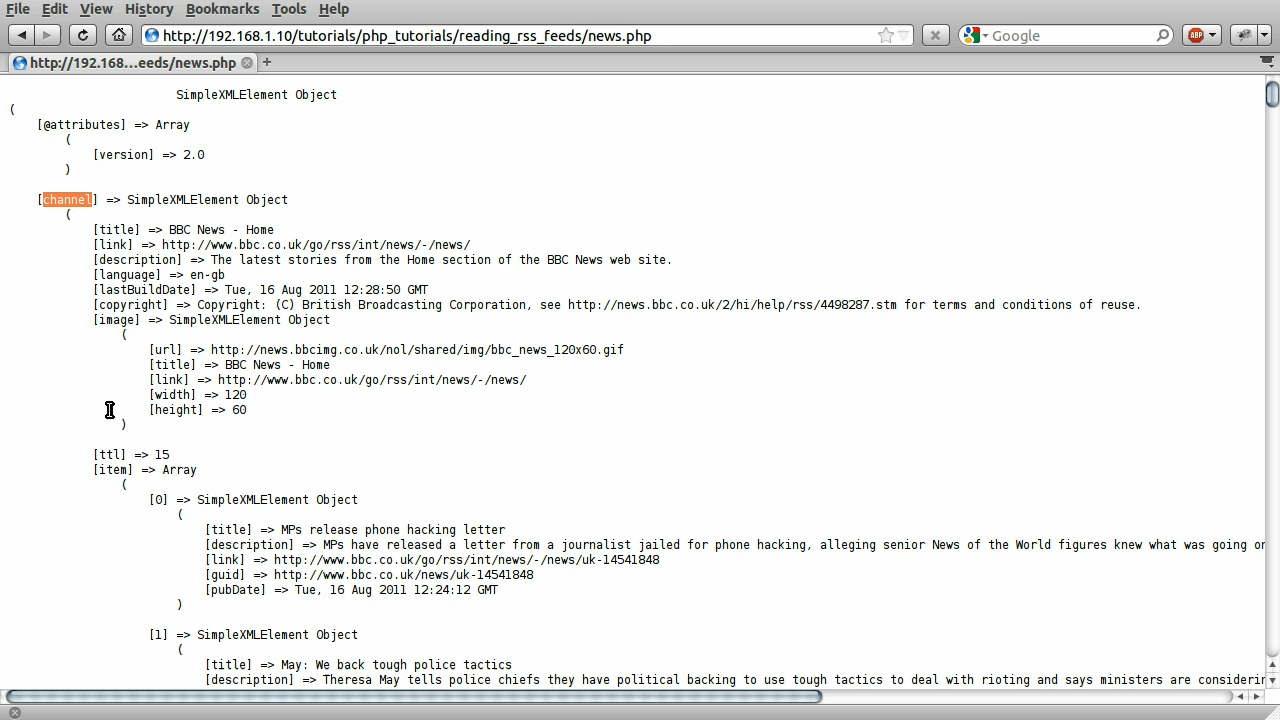 File Edit View History Bookmarks Tools Help
http://192.168.1.10/tutorials/php_tutorials/reading_rss_feeds/news.php
Google
ABP
http://192.168...eeds/news.php
SimpleXMLElement Object
(
[@attributes] => Array
(
[version] => 2.0
)
[channel] => SimpleXMLElement Object
(
[title] => BBC News - Home
[link] => http://www.bbc.co.uk/go/rss/int/news/-/news/
[description] => The latest stories from the Home section of the BBC News web site.
[language] => en-gb
[lastBuildDate] => Tue, 16 Aug 2011 12:28:50 GMT
[copyright] => Copyright: (C) British Broadcasting Corporation, see http://news.bbc.co.uk/2/hi/help/rss/4498287.stm for terms and conditions of reuse.
[image] => SimpleXMLElement Object
(
[url] => http://news.bbcimg.co.uk/nol/shared/img/bbc_news_120x60.gif
[title] => BBC News - Home
[link] => http://www.bbc.co.uk/go/rss/int/news/-/news/
[width] => 120
[height] => 60
)
[ttl] => 15
[item] => Array
(
[0] => SimpleXMLElement Object
(
[title] => MPs release phone hacking letter
[description] => MPs have released a letter from a journalist jailed for phone hacking, alleging senior News of the World figures knew what was going on
[link] => http://www.bbc.co.uk/go/rss/int/news/-/news/uk-14541848
[guid] => http://www.bbc.co.uk/news/uk-14541848
[pubDate] => Tue, 16 Aug 2011 12:24:12 GMT
)
[1] => SimpleXMLElement Object
(
[title] => May: We back tough police tactics
[description] => Theresa May tells police chiefs they have political backing to use tough tactics to deal with rioting and says ministers are considerin